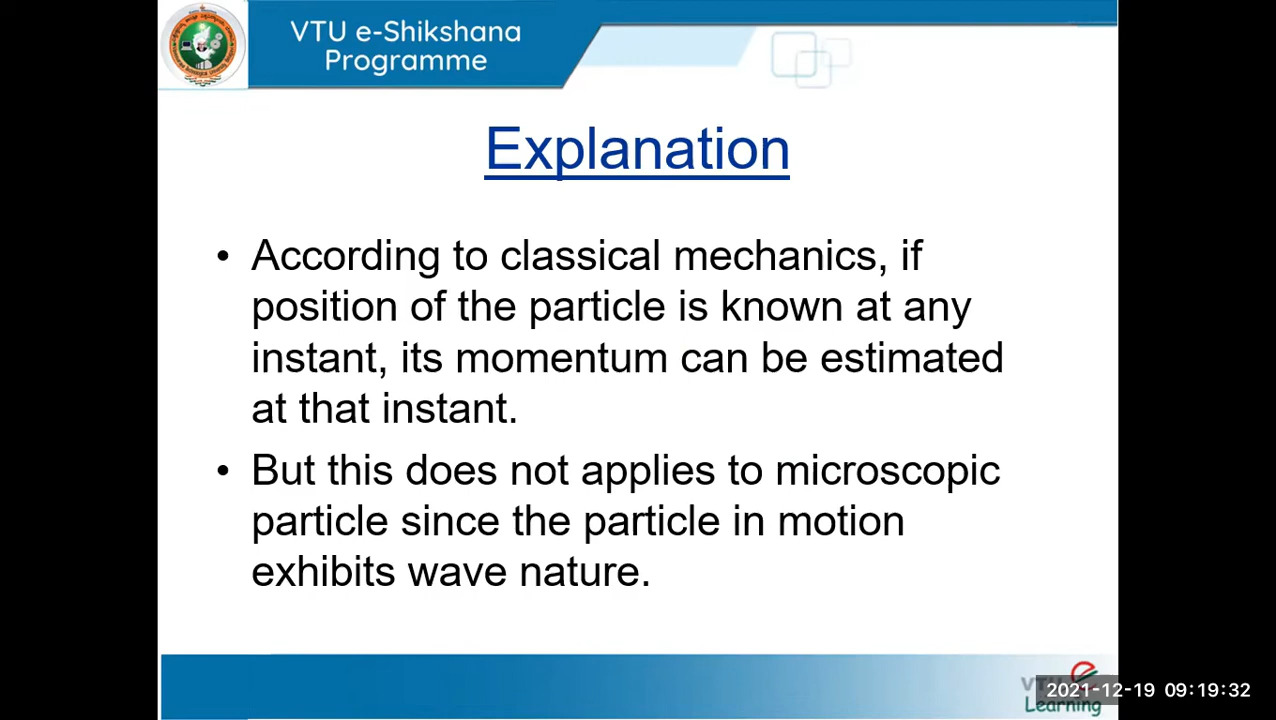 VTU e-Shikshana
Programme
Explanation
• According to classical mechanics, if
position of the particle is known at any
instant, its momentum can be estimated
at that instant.
• But this does not applies to microscopic
particle since the particle in motion
exhibits wave nature.
VTU e
2021-12-19 09:19:32
Learning